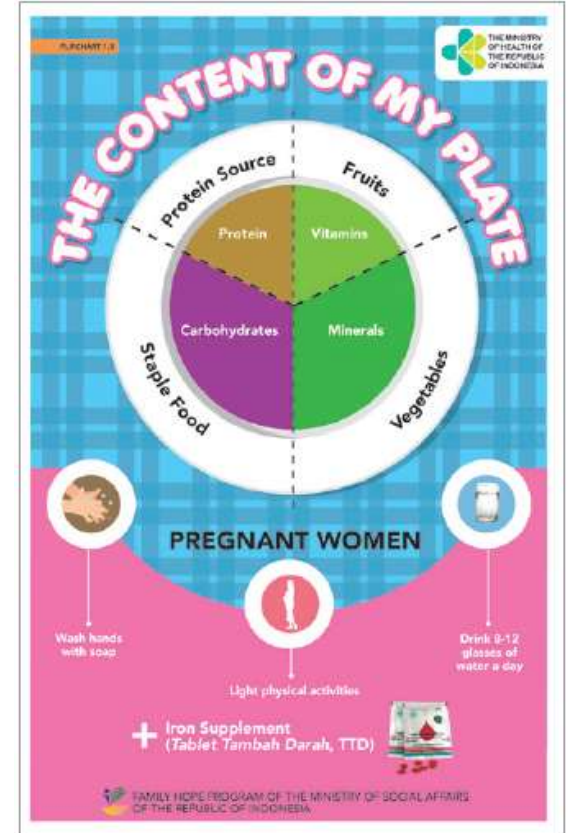 FLIPCHART 1.3
THE MINISTRY
OF HEALTH OF
THE REPUBLIC
OF INDONESIA
THE CONTENT OF MY PLATE
Protein Source
Fruits
Protein
Vitamins
Carbohydrates
Minerals
Staple Food
Vegetables
PREGNANT WOMEN
Wash hands
with soap
Drink 8-12
glasses of
water a day
Light physical activities
+ Iron Supplement
(Tablet Tambah Darah, TTD)
FAMILY HOPE PROGRAM OF THE MINISTRY OF SOCIAL AFFAIRS
OF THE REPUBLIC OF INDONESIA